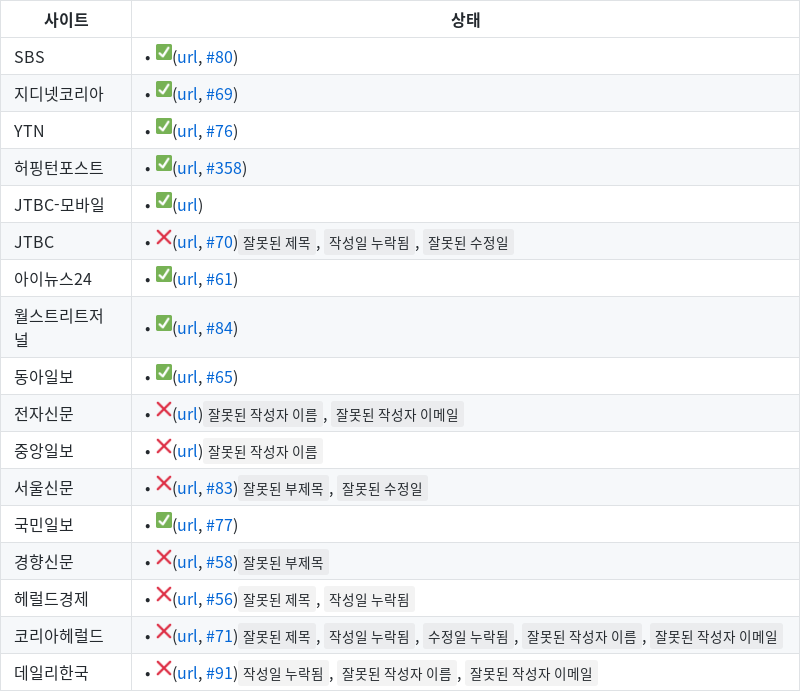 사이트 상태
SBS • ✅(url, #80)
지디넷코리아 • ✅(url, #69)
YTN • ✅(url, #76)
허핑턴포스트 • ✅(url, #358)
JTBC-모바일 • ✅(url)
JTBC • ❌(url, #70) 잘못된 제목 , 작성일 누락됨 , 잘못된 수정일
아이뉴스24 • ✅(url, #61)
월스트리트저
널 • ✅(url, #84)
동아일보 • ✅(url, #65)
전자신문 • ❌(url) 잘못된 작성자 이름 , 잘못된 작성자 이메일
중앙일보 • ❌(url) 잘못된 작성자 이름
서울신문 • ❌(url, #83) 잘못된 부제목 , 잘못된 수정일
국민일보 • ✅(url, #77)
경향신문 • ❌(url, #58) 잘못된 부제목
헤럴드경제 • ❌(url, #56) 잘못된 제목 , 작성일 누락됨
코리아헤럴드 • ❌(url, #71) 잘못된 제목 , 작성일 누락됨 , 수정일 누락됨 , 잘못된 작성자 이름 , 잘못된 작성자 이메일
데일리한국 • ❌(url, #91) 작성일 누락됨 , 잘못된 작성자 이름 , 잘못된 작성자 이메일